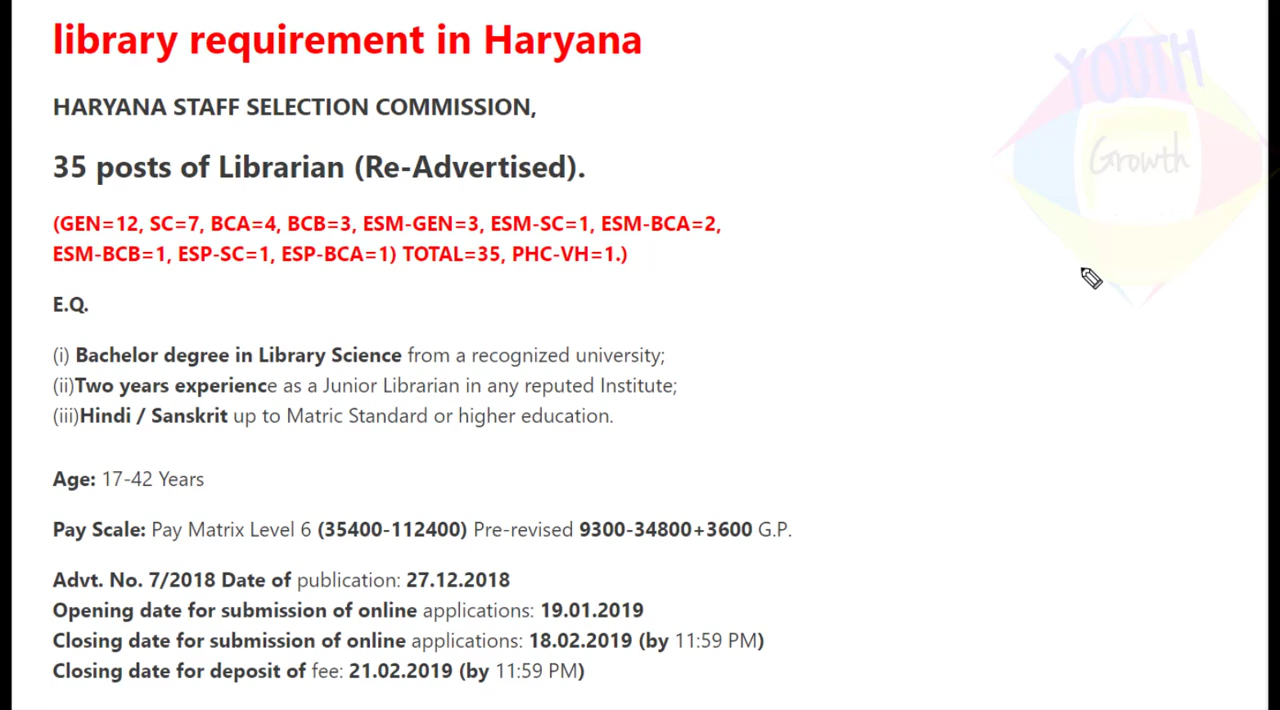 library requirement in Haryana
YOUTH
Growth
HARYANA STAFF SELECTION COMMISSION,
35 posts of Librarian (Re-Advertised).
(GEN=12, SC=7, BCA=4, BCB=3, ESM-GEN=3, ESM-SC=1, ESM-BCA=2,
ESM-BCB=1, ESP-SC=1, ESP-BCA=1) TOTAL=35, PHC-VH=1.)
E.Q.
(i) Bachelor degree in Library Science from a recognized university;
(ii)Two years experience as a Junior Librarian in any reputed Institute;
(iii)Hindi / Sanskrit up to Matric Standard or higher education.
Age: 17-42 Years
Pay Scale: Pay Matrix Level 6 (35400-112400) Pre-revised 9300-34800+3600 G.P.
Advt. No. 7/2018 Date of publication: 27.12.2018
Opening date for submission of online applications: 19.01.2019
Closing date for submission of online applications: 18.02.2019 (by 11:59 PM)
Closing date for deposit of fee: 21.02.2019 (by 11:59 PM)